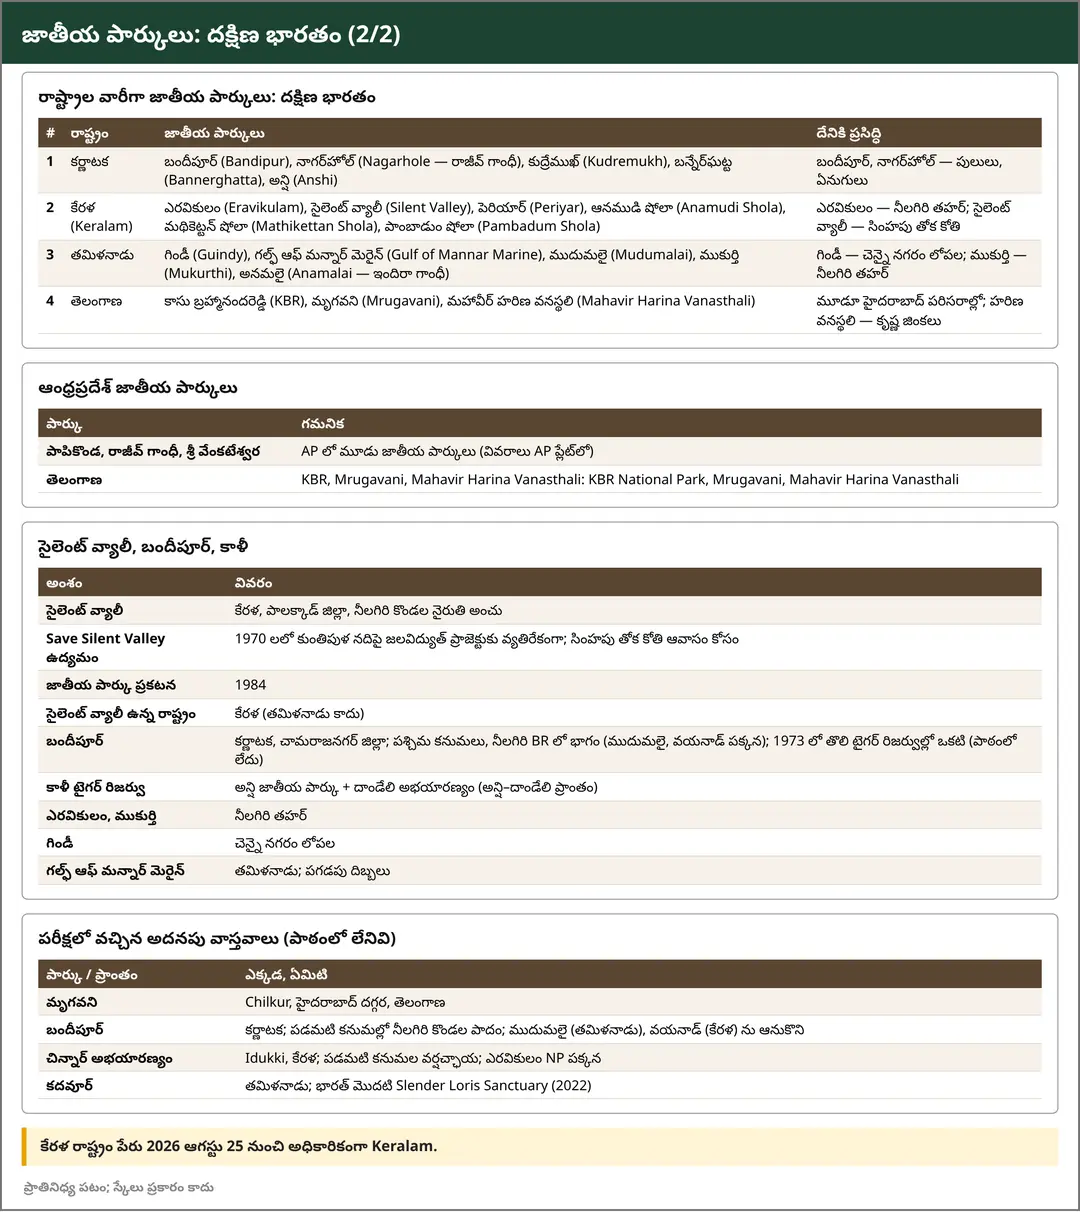 జాతీయ పార్కులు: దక్షిణ భారతం (2/2)
రాష్ట్రాల వారీగా జాతీయ పార్కులు: దక్షిణ భారతం
# రాష్ట్రం జాతీయ పార్కులు దేనికి ప్రసిద్ధి
1 కర్ణాటక బందీపూర్ (Bandipur), నాగర్‌హోల్ (Nagarhole — రాజీవ్ గాంధీ), కుద్రేముఖ్ (Kudremukh), బన్నేర్‌ఘట్ట బందీపూర్, నాగర్‌హోల్ — పులులు,
(Bannerghatta), అన్షి (Anshi) ఏనుగులు
2 కేరళ ఎరవికులం (Eravikulam), సైలెంట్ వ్యాలీ (Silent Valley), పెరియార్ (Periyar), ఆనముడి షోలా (Anamudi Shola), ఎరవికులం — నీలగిరి తహర్; సైలెంట్
(Keralam) మథికెట్టన్ షోలా (Mathikettan Shola), పాంబాడుం షోలా (Pambadum Shola) వ్యాలీ — సింహపు తోక కోతి
3 తమిళనాడు గిండీ (Guindy), గల్ఫ్ ఆఫ్ మన్నార్ మెరైన్ (Gulf of Mannar Marine), ముదుమలై (Mudumalai), ముకుర్తి గిండీ — చెన్నై నగరం లోపల; ముకుర్తి —
(Mukurthi), అనమలై (Anamalai — ఇందిరా గాంధీ) నీలగిరి తహర్
4 తెలంగాణ కాసు బ్రహ్మానందరెడ్డి (KBR), మృగవని (Mrugavani), మహావీర్ హరిణ వనస్థలి (Mahavir Harina Vanasthali) మూడూ హైదరాబాద్ పరిసరాల్లో; హరిణ
వనస్థలి — కృష్ణ జింకలు
ఆంధ్రప్రదేశ్ జాతీయ పార్కులు
పార్కు గమనిక
పాపికొండ, రాజీవ్ గాంధీ, శ్రీ వేంకటేశ్వర AP లో మూడు జాతీయ పార్కులు (వివరాలు AP ప్లేట్‌లో)
తెలంగాణ KBR, Mrugavani, Mahavir Harina Vanasthali: KBR National Park, Mrugavani, Mahavir Harina Vanasthali
సైలెంట్ వ్యాలీ, బందీపూర్, కాళీ
అంశం వివరం
సైలెంట్ వ్యాలీ కేరళ, పాలక్కాడ్ జిల్లా, నీలగిరి కొండల నైరుతి అంచు
Save Silent Valley 1970 లలో కుంతిపుళ నదిపై జలవిద్యుత్ ప్రాజెక్టుకు వ్యతిరేకంగా; సింహపు తోక కోతి ఆవాసం కోసం
ఉద్యమం
జాతీయ పార్కు ప్రకటన 1984
సైలెంట్ వ్యాలీ ఉన్న రాష్ట్రం కేరళ (తమిళనాడు కాదు)
బందీపూర్ కర్ణాటక, చామరాజనగర్ జిల్లా; పశ్చిమ కనుమలు, నీలగిరి BR లో భాగం (ముదుమలై, వయనాడ్ పక్కన); 1973 లో తొలి టైగర్ రిజర్వుల్లో ఒకటి (పాఠంలో
లేదు)
కాళీ టైగర్ రిజర్వు అన్షి జాతీయ పార్కు + దాండేలి అభయారణ్యం (అన్షి–దాండేలి ప్రాంతం)
ఎరవికులం, ముకుర్తి నీలగిరి తహర్
గిండీ చెన్నై నగరం లోపల
గల్ఫ్ ఆఫ్ మన్నార్ మెరైన్ తమిళనాడు; పగడపు దిబ్బలు
పరీక్షలో వచ్చిన అదనపు వాస్తవాలు (పాఠంలో లేనివి)
పార్కు / ప్రాంతం ఎక్కడ, ఏమిటి
మృగవని Chilkur, హైదరాబాద్ దగ్గర, తెలంగాణ
బందీపూర్ కర్ణాటక; పడమటి కనుమల్లో నీలగిరి కొండల పాదం; ముదుమలై (తమిళనాడు), వయనాడ్ (కేరళ) ను ఆనుకొని
చిన్నార్ అభయారణ్యం Idukki, కేరళ; పడమటి కనుమల వర్షచ్ఛాయ; ఎరవికులం NP పక్కన
కదవూర్ తమిళనాడు; భారత్ మొదటి Slender Loris Sanctuary (2022)
కేరళ రాష్ట్రం పేరు 2026 ఆగస్టు 25 నుంచి అధికారికంగా Keralam.
ప్రాతినిధ్య పటం; స్కేలు ప్రకారం కాదు